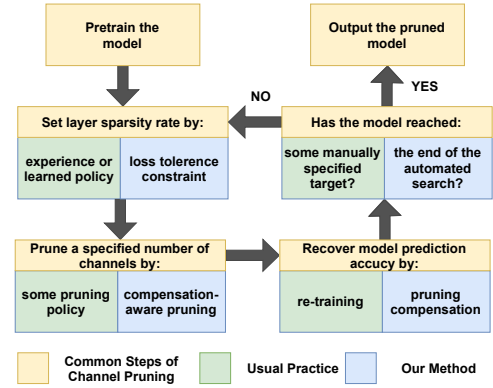 Pretrain the
model
Output the pruned
model
NO
YES
Set layer sparsity rate by:
experience or
learned policy
loss tolerence
constraint
Has the model reached:
some manually
specified
target?
the end of the
automated
search?
Prune a specified number of
channels by:
some pruning
policy
compensation-
aware pruning
Recover model prediction
accucy by:
re-training
pruning
compensation
Common Steps of
Channel Pruning
Usual Practice
Our Method